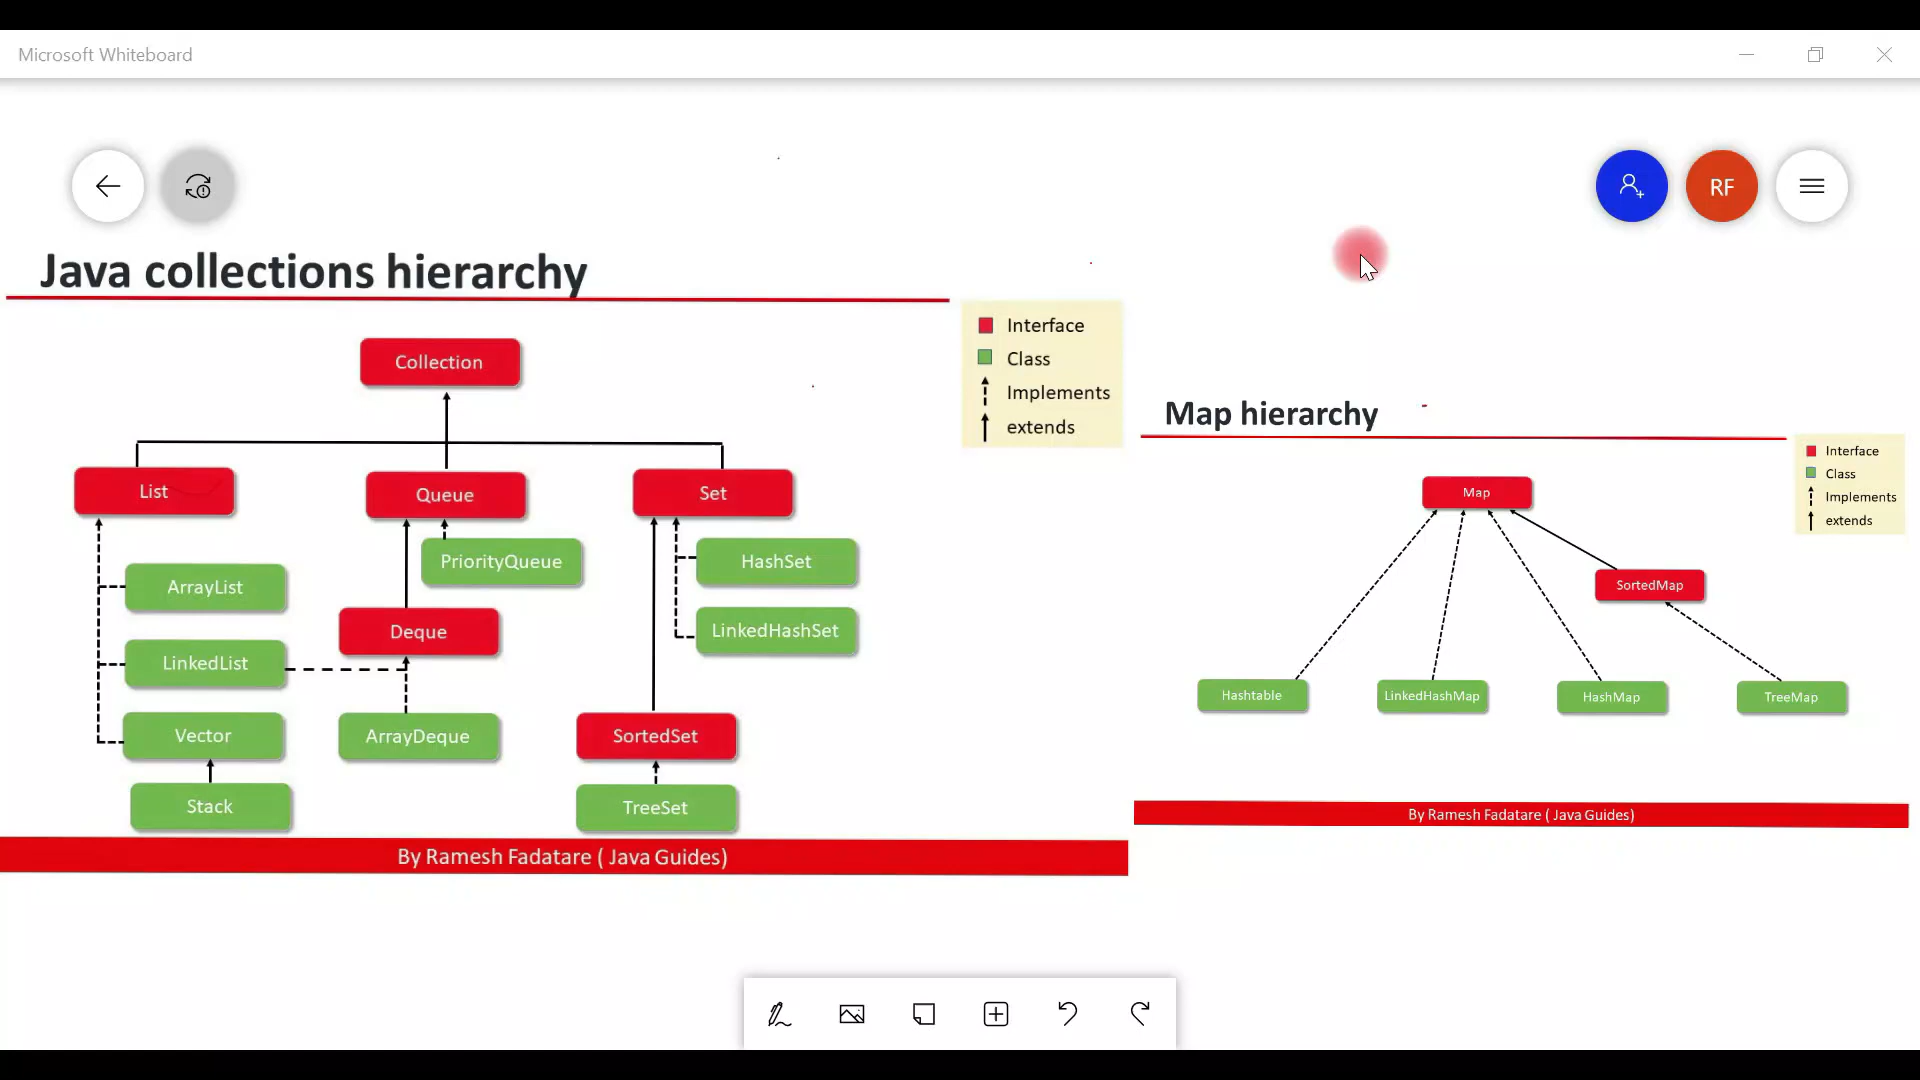 Microsoft Whiteboard
RF
Java collections hierarchy
Interface
Class
Implements
extends
Collection
List
Queue
Set
PriorityQueue
HashSet
ArrayList
Deque
LinkedHashSet
LinkedList
Vector
ArrayDeque
SortedSet
Stack
TreeSet
By Ramesh Fadatare ( Java Guides)
Map hierarchy
Interface
Class
Implements
extends
Map
SortedMap
Hashtable
LinkedHashMap
HashMap
TreeMap
By Ramesh Fadatare ( Java Guides)